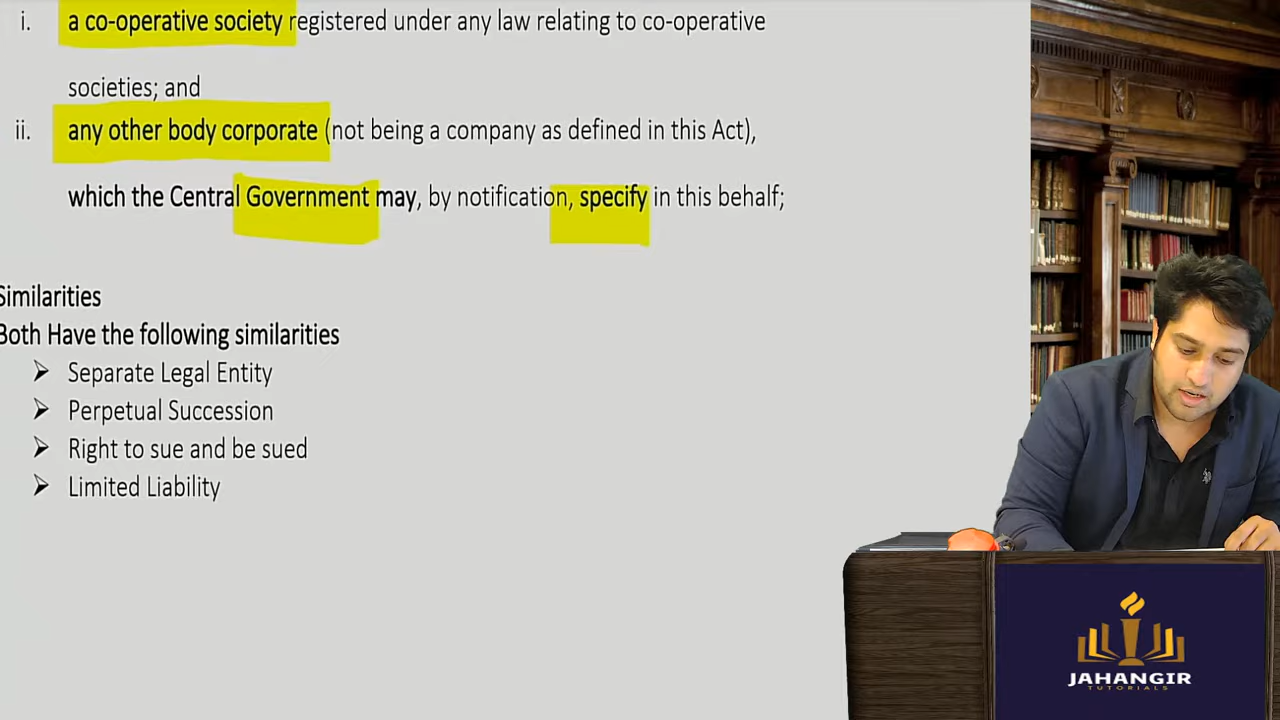 i. a co-operative society registered under any law relating to co-operative
societies; and
ii. any other body corporate (not being a company as defined in this Act),
which the Central Government may, by notification, specify in this behalf;
Similarities
Both Have the following similarities
➢ Separate Legal Entity
➢ Perpetual Succession
➢ Right to sue and be sued
➢ Limited Liability
JAHANGIR
TUTORIALS